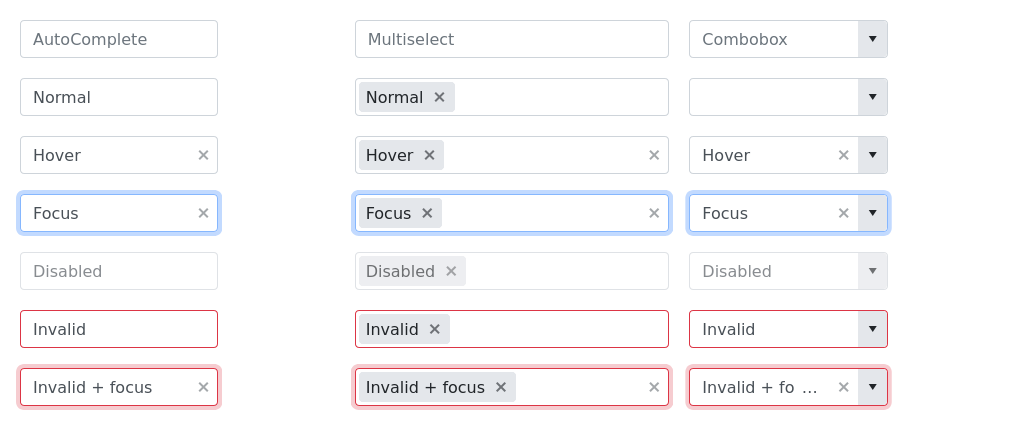 AutoComplete Multiselect Combobox
Normal Normal
Hover Hover Hover
Focus Focus Focus
Disabled Disabled Disabled
Invalid Invalid Invalid
Invalid + focus Invalid + focus Invalid + fo ...